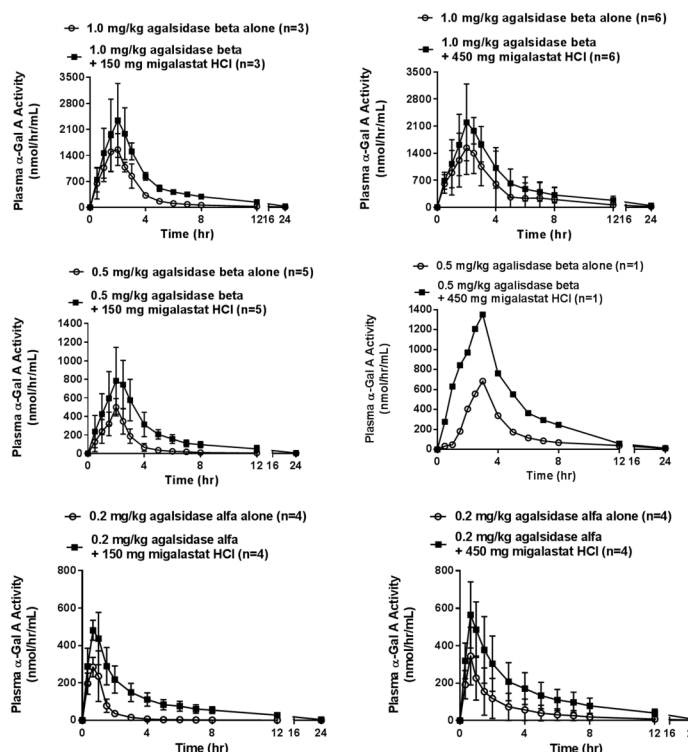 1.0 mg/kg agalsidase beta alone (n=3)
1.0 mg/kg agalsidase beta
+ 150 mg migalastat HCl (n=3)
3500
2800
2100
1400
700
0
0
4
8
12
16
24
Plasma α-Gal A Activity
(nmol/hr/mL)
Time (hr)
1.0 mg/kg agalsidase beta alone (n=6)
1.0 mg/kg agalsidase beta
+ 450 mg migalastat HCl (n=6)
3500
2800
2100
1400
700
0
0
4
8
12
16
24
Plasma α-Gal A Activity
(nmol/hr/mL)
Time (hr)
0.5 mg/kg agalsidase beta alone (n=5)
0.5 mg/kg agalsidase beta
+ 150 mg migalastat HCl (n=5)
1400
1200
1000
800
600
400
200
0
0
4
8
12
16
24
Plasma α-Gal A Activity
(nmol/hr/mL)
Time (hr)
0.5 mg/kg agalisdase beta alone (n=1)
0.5 mg/kg agalisdase beta
+ 450 mg migalastat HCl (n=1)
1400
1200
1000
800
600
400
200
0
0
4
8
12
16
24
Plasma α-Gal A Activity
(nmol/hr/mL)
Time (hr)
0.2 mg/kg agalsidase alfa alone (n=4)
0.2 mg/kg agalsidase alfa
+ 150 mg migalastat HCl (n=4)
800
600
400
200
0
0
4
8
12
16
24
Plasma α-Gal A Activity
(nmol/hr/mL)
Time (hr)
0.2 mg/kg agalsidase alfa alone (n=4)
0.2 mg/kg agalsidase alfa
+ 450 mg migalastat HCl (n=4)
800
600
400
200
0
0
4
8
12
16
Plasma α-Gal A Activity
(nmol/hr/mL)
Time (hr)